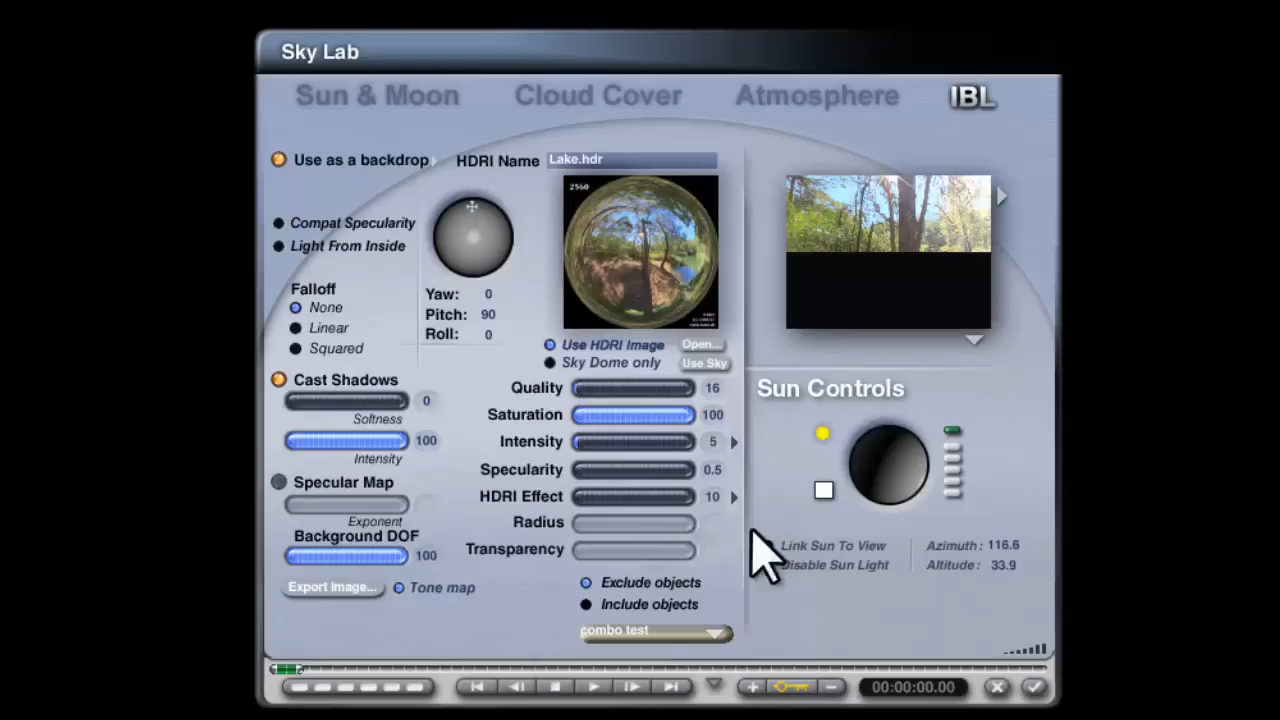 Sky Lab
Sun & Moon Cloud Cover Atmosphere IBL
Use as a backdrop
HDRI Name Lake.hdr
2560
Compat Specularity
Light From Inside
Falloff
None
Linear
Squared
Yaw: 0
Pitch: 90
Roll: 0
Use HDRI Image Open...
Sky Dome only Use Sky
Cast Shadows
0
Softness
100
Intensity
Specular Map
Exponent
Background DOF
100
Export Image... Tone map
Quality 16
Saturation 100
Intensity 5
Specularity 0.5
HDRI Effect 10
Radius
Transparency
Exclude objects
Include objects
combo test
Sun Controls
Link Sun To View
Disable Sun Light
Azimuth: 116.6
Altitude: 33.9
00:00:00.00